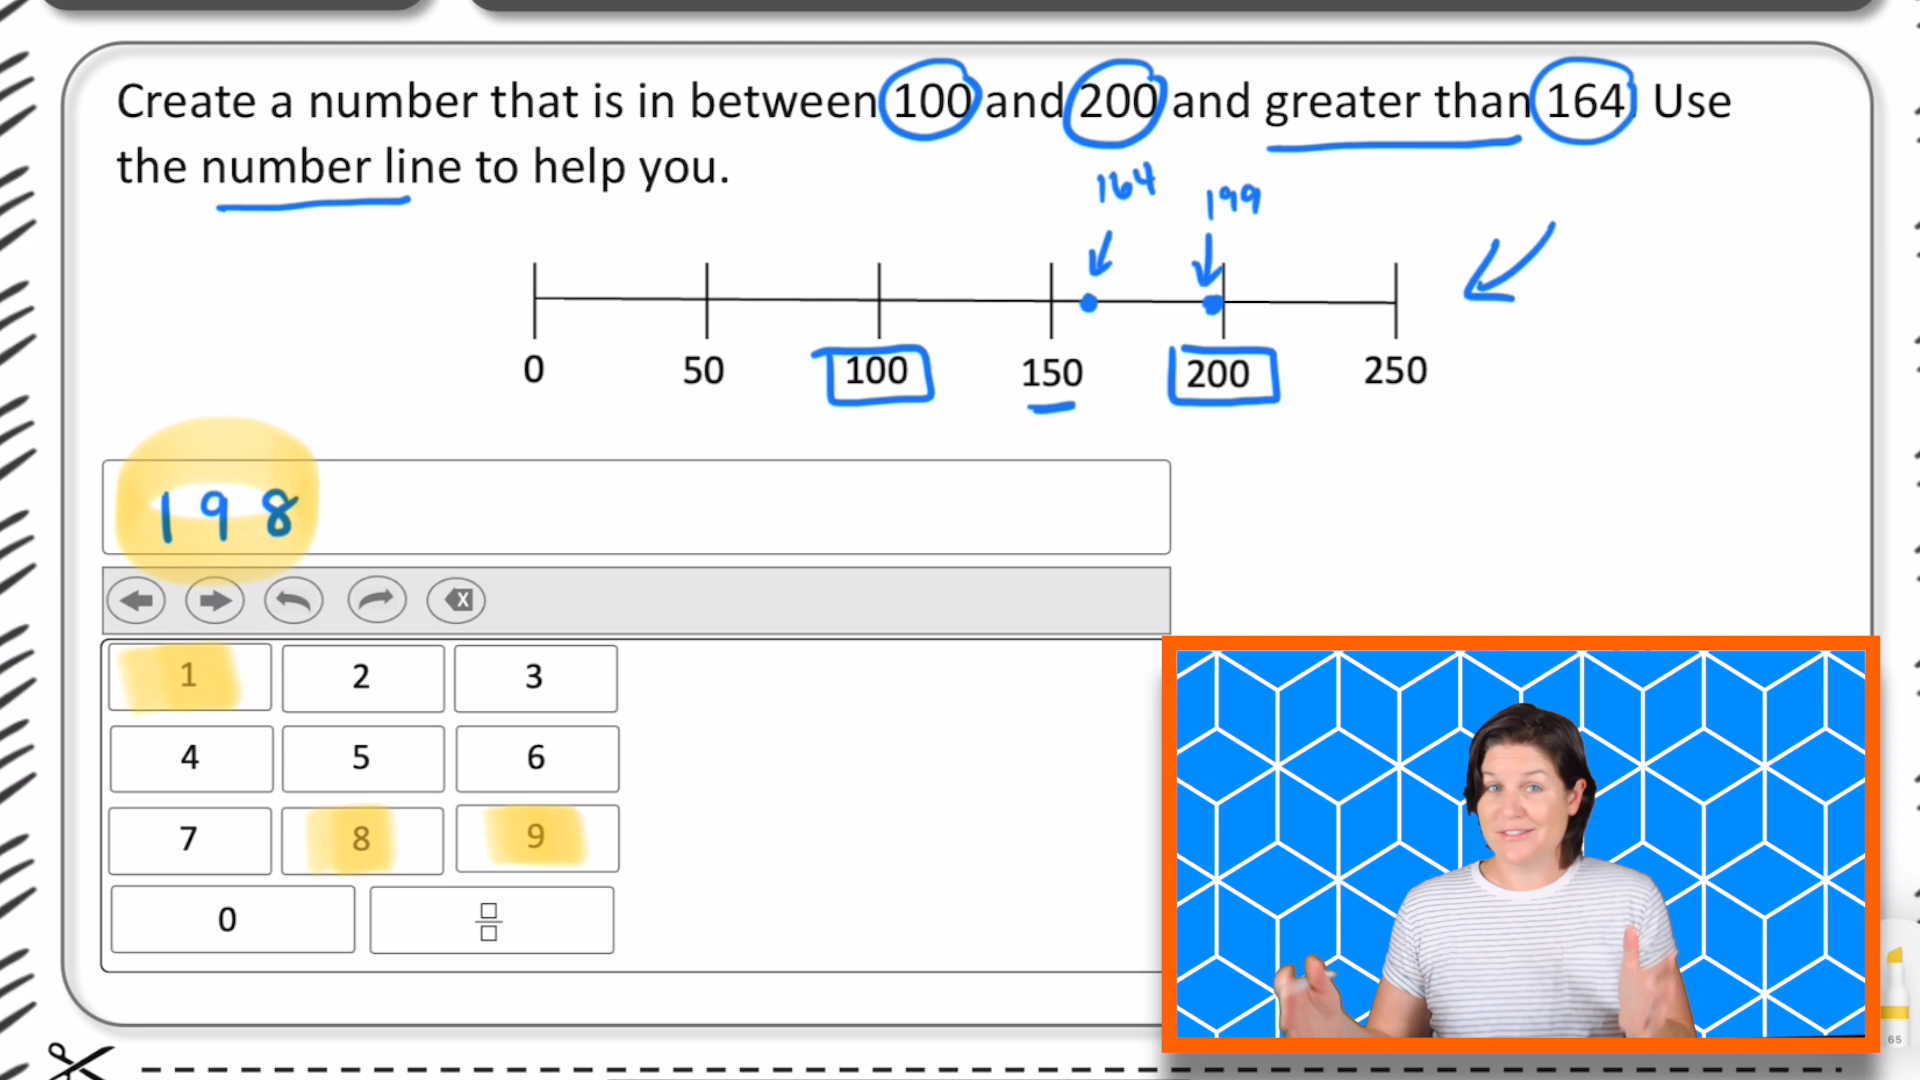 Create a number that is in between 100 and 200 and greater than 164. Use
the number line to help you.
164
199
0 50 100 150 200 250
198
X
1 2 3
4 5 6
7 8 9
0
65